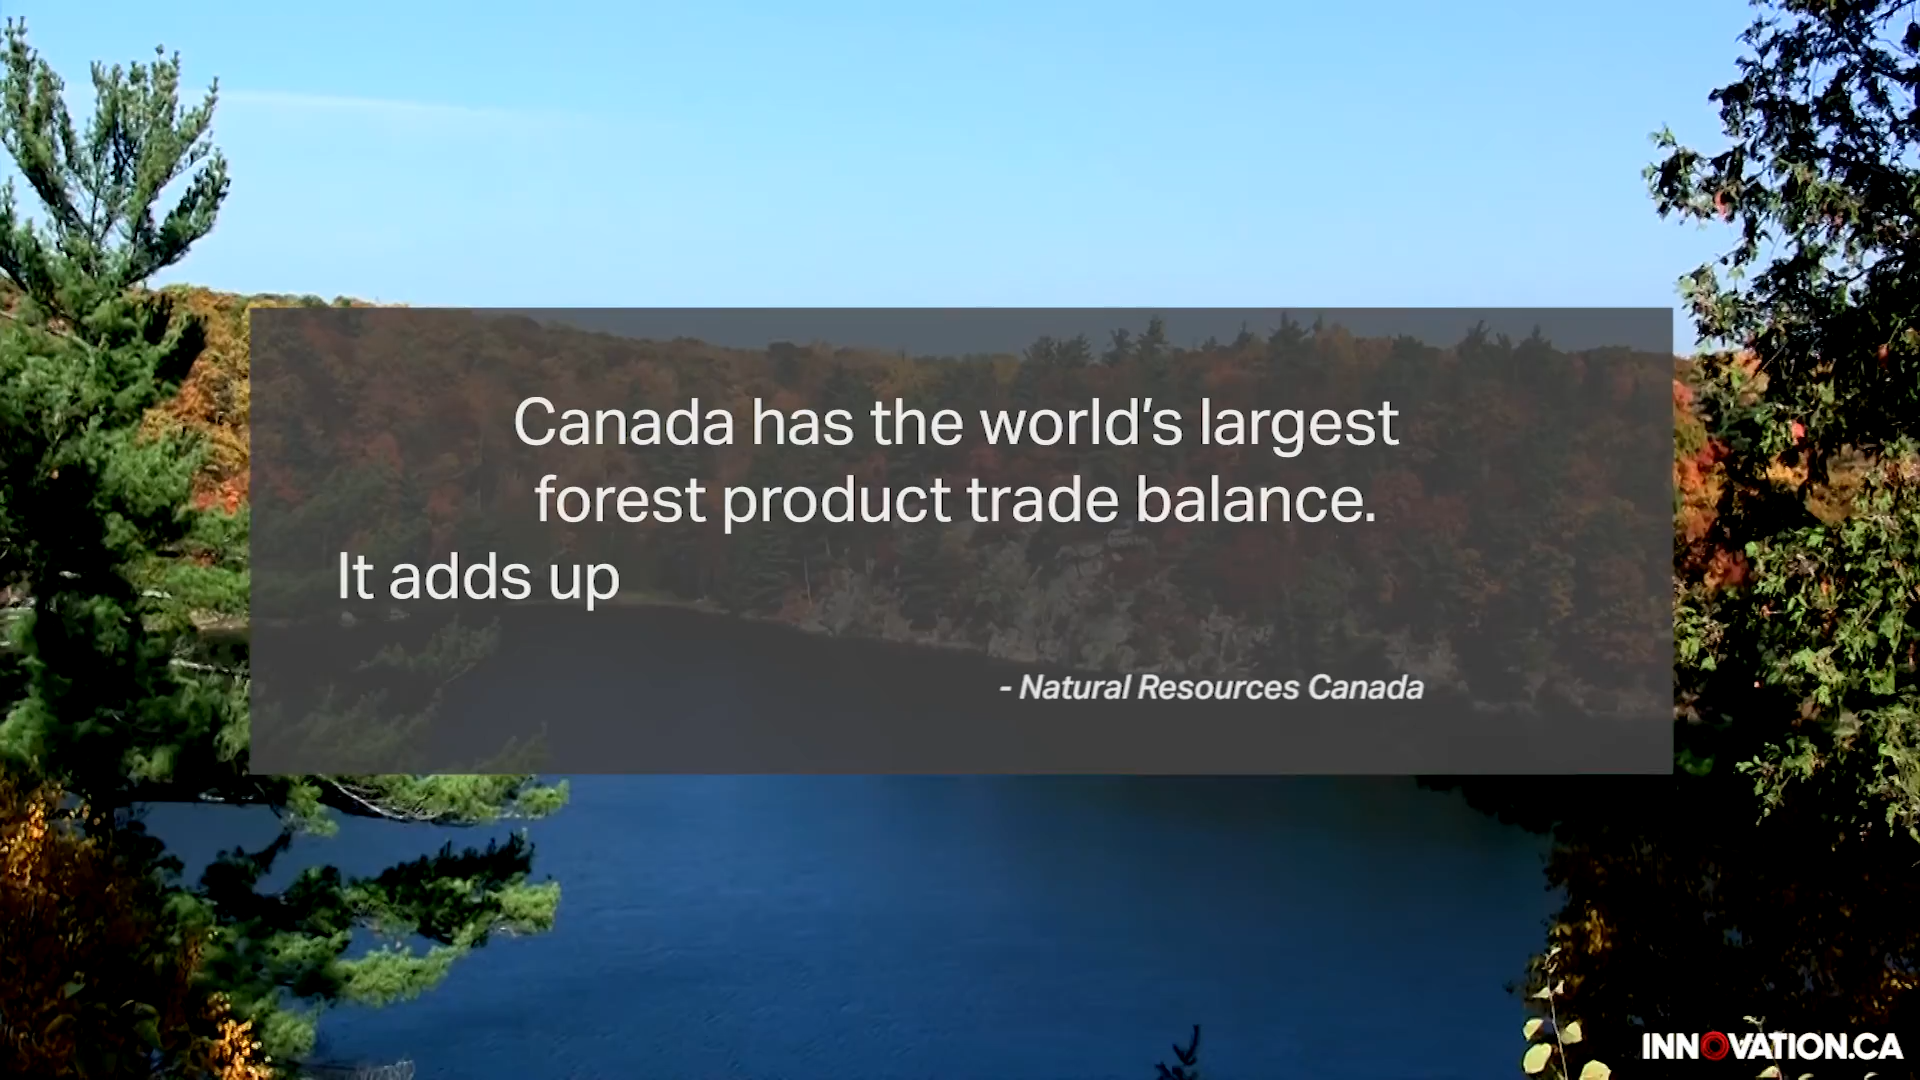 Canada has the world's largest
forest product trade balance.
It adds up
- Natural Resources Canada
INNOVATION.CA